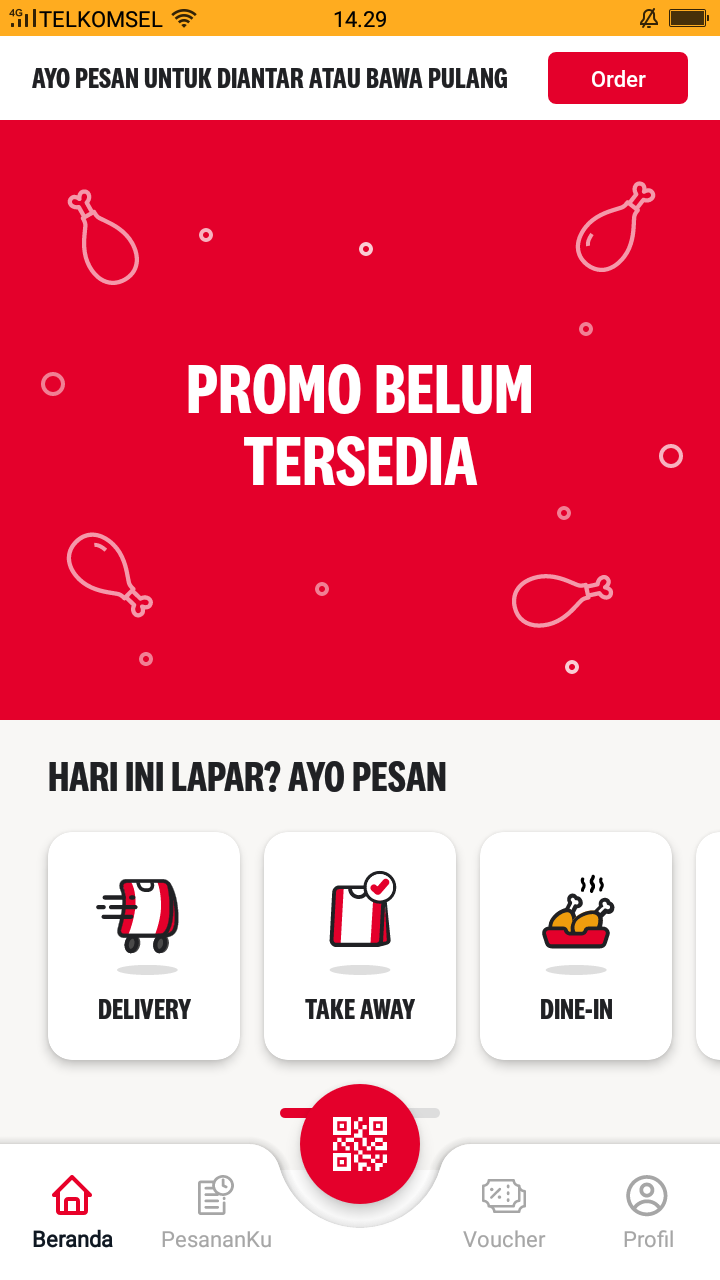 4G TELKOMSEL 14.29
AYO PESAN UNTUK DIANTAR ATAU BAWA PULANG
Order
PROMO BELUM
TERSEDIA
HARI INI LAPAR? AYO PESAN
DELIVERY
TAKE AWAY
DINE-IN
Beranda
PesananKu
Voucher
Profil